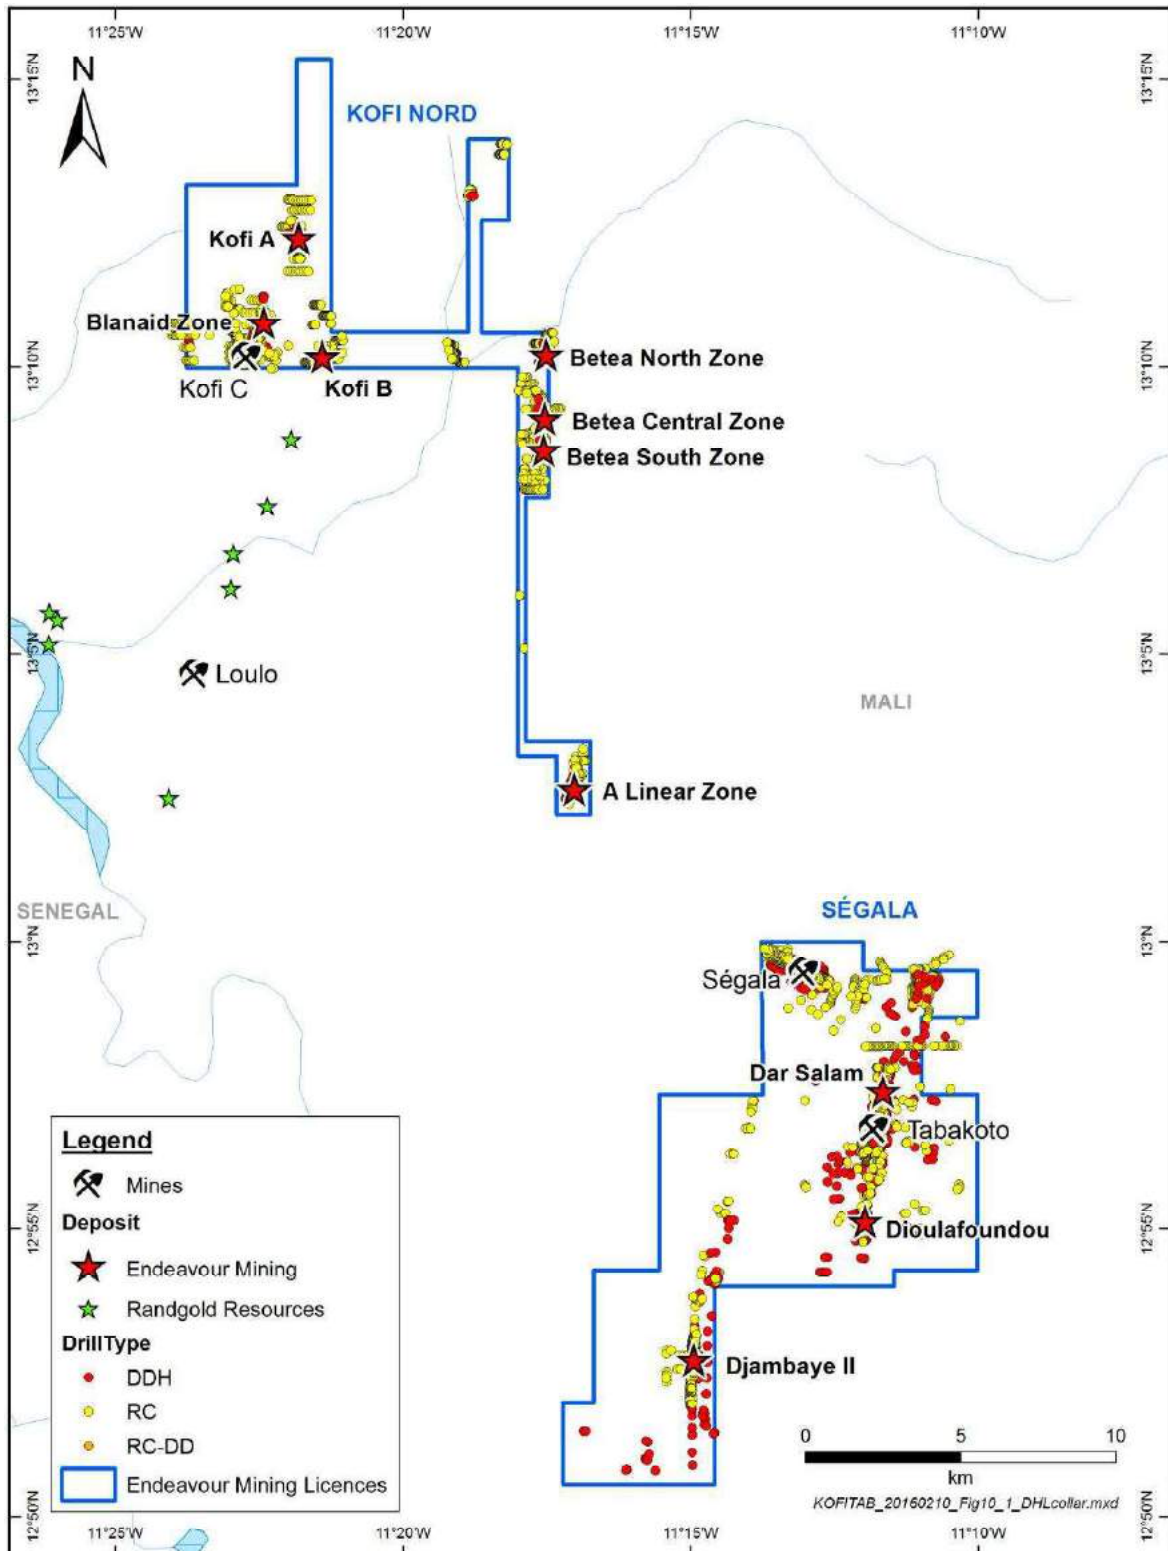 11°25'W
11°20'W
11°15'W
11°10'W
13°15'N
13°15'N
N
KOFI NORD
Kofi A
Blanaid Zone
Kofi C
Kofi B
Betea North Zone
Betea Central Zone
Betea South Zone
13°10'N
13°10'N
13°5'N
13°5'N
Loulo
MALI
A Linear Zone
SENEGAL
SÉGALA
13°N
13°N
Ségala
Dar Salam
Tabakoto
Dioulafoundou
12°55'N
12°55'N
Djambaye II
Legend
Mines
Deposit
Endeavour Mining
Randgold Resources
DrillType
DDH
RC
RC-DD
Endeavour Mining Licences
0 5 10
km
KOFITAB_20160210_Fig10_1_DHLcollar.mxd
12°50'N
12°50'N
11°25'W
11°20'W
11°15'W
11°10'W